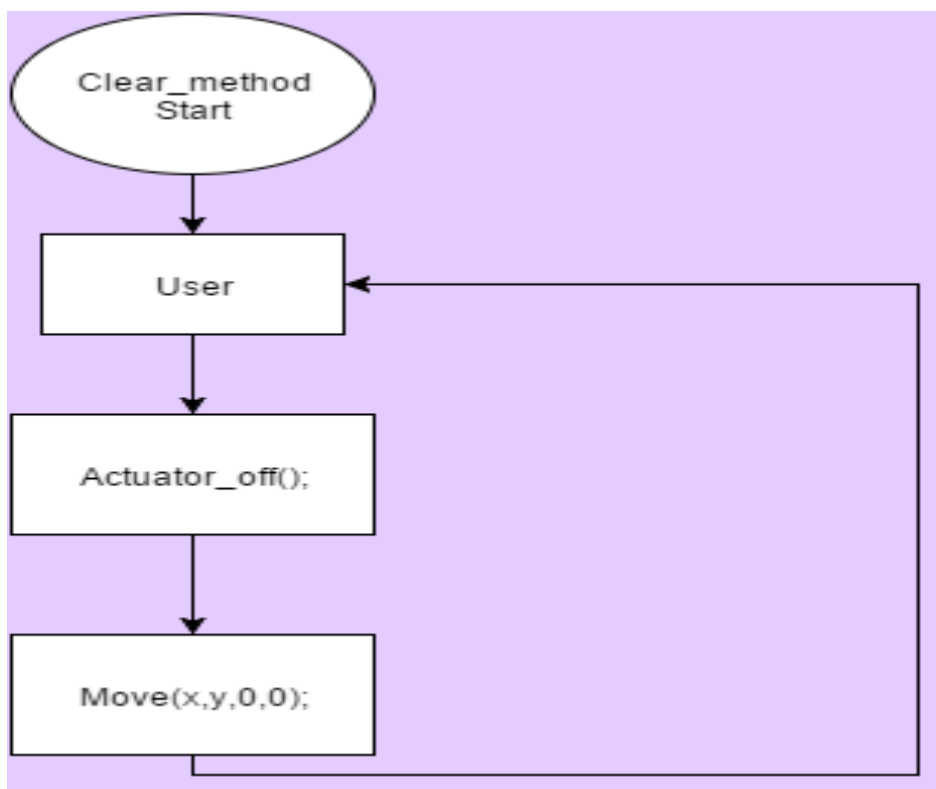 Clear_method
Start
User
Actuator_off();
Move(x,y,0,0);